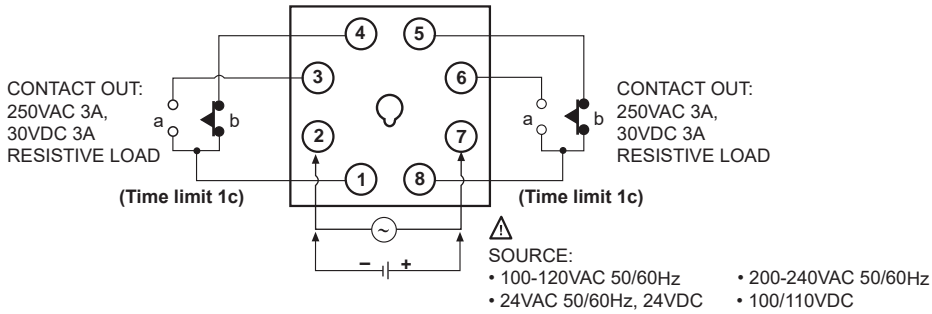 4 5
3 6
CONTACT OUT:
250VAC 3A,
30VDC 3A
RESISTIVE LOAD
a b
2 7
1 8
(Time limit 1c)
CONTACT OUT:
250VAC 3A,
30VDC 3A
RESISTIVE LOAD
a b
(Time limit 1c)
~
− +
!
SOURCE:
• 100-120VAC 50/60Hz • 200-240VAC 50/60Hz
• 24VAC 50/60Hz, 24VDC • 100/110VDC